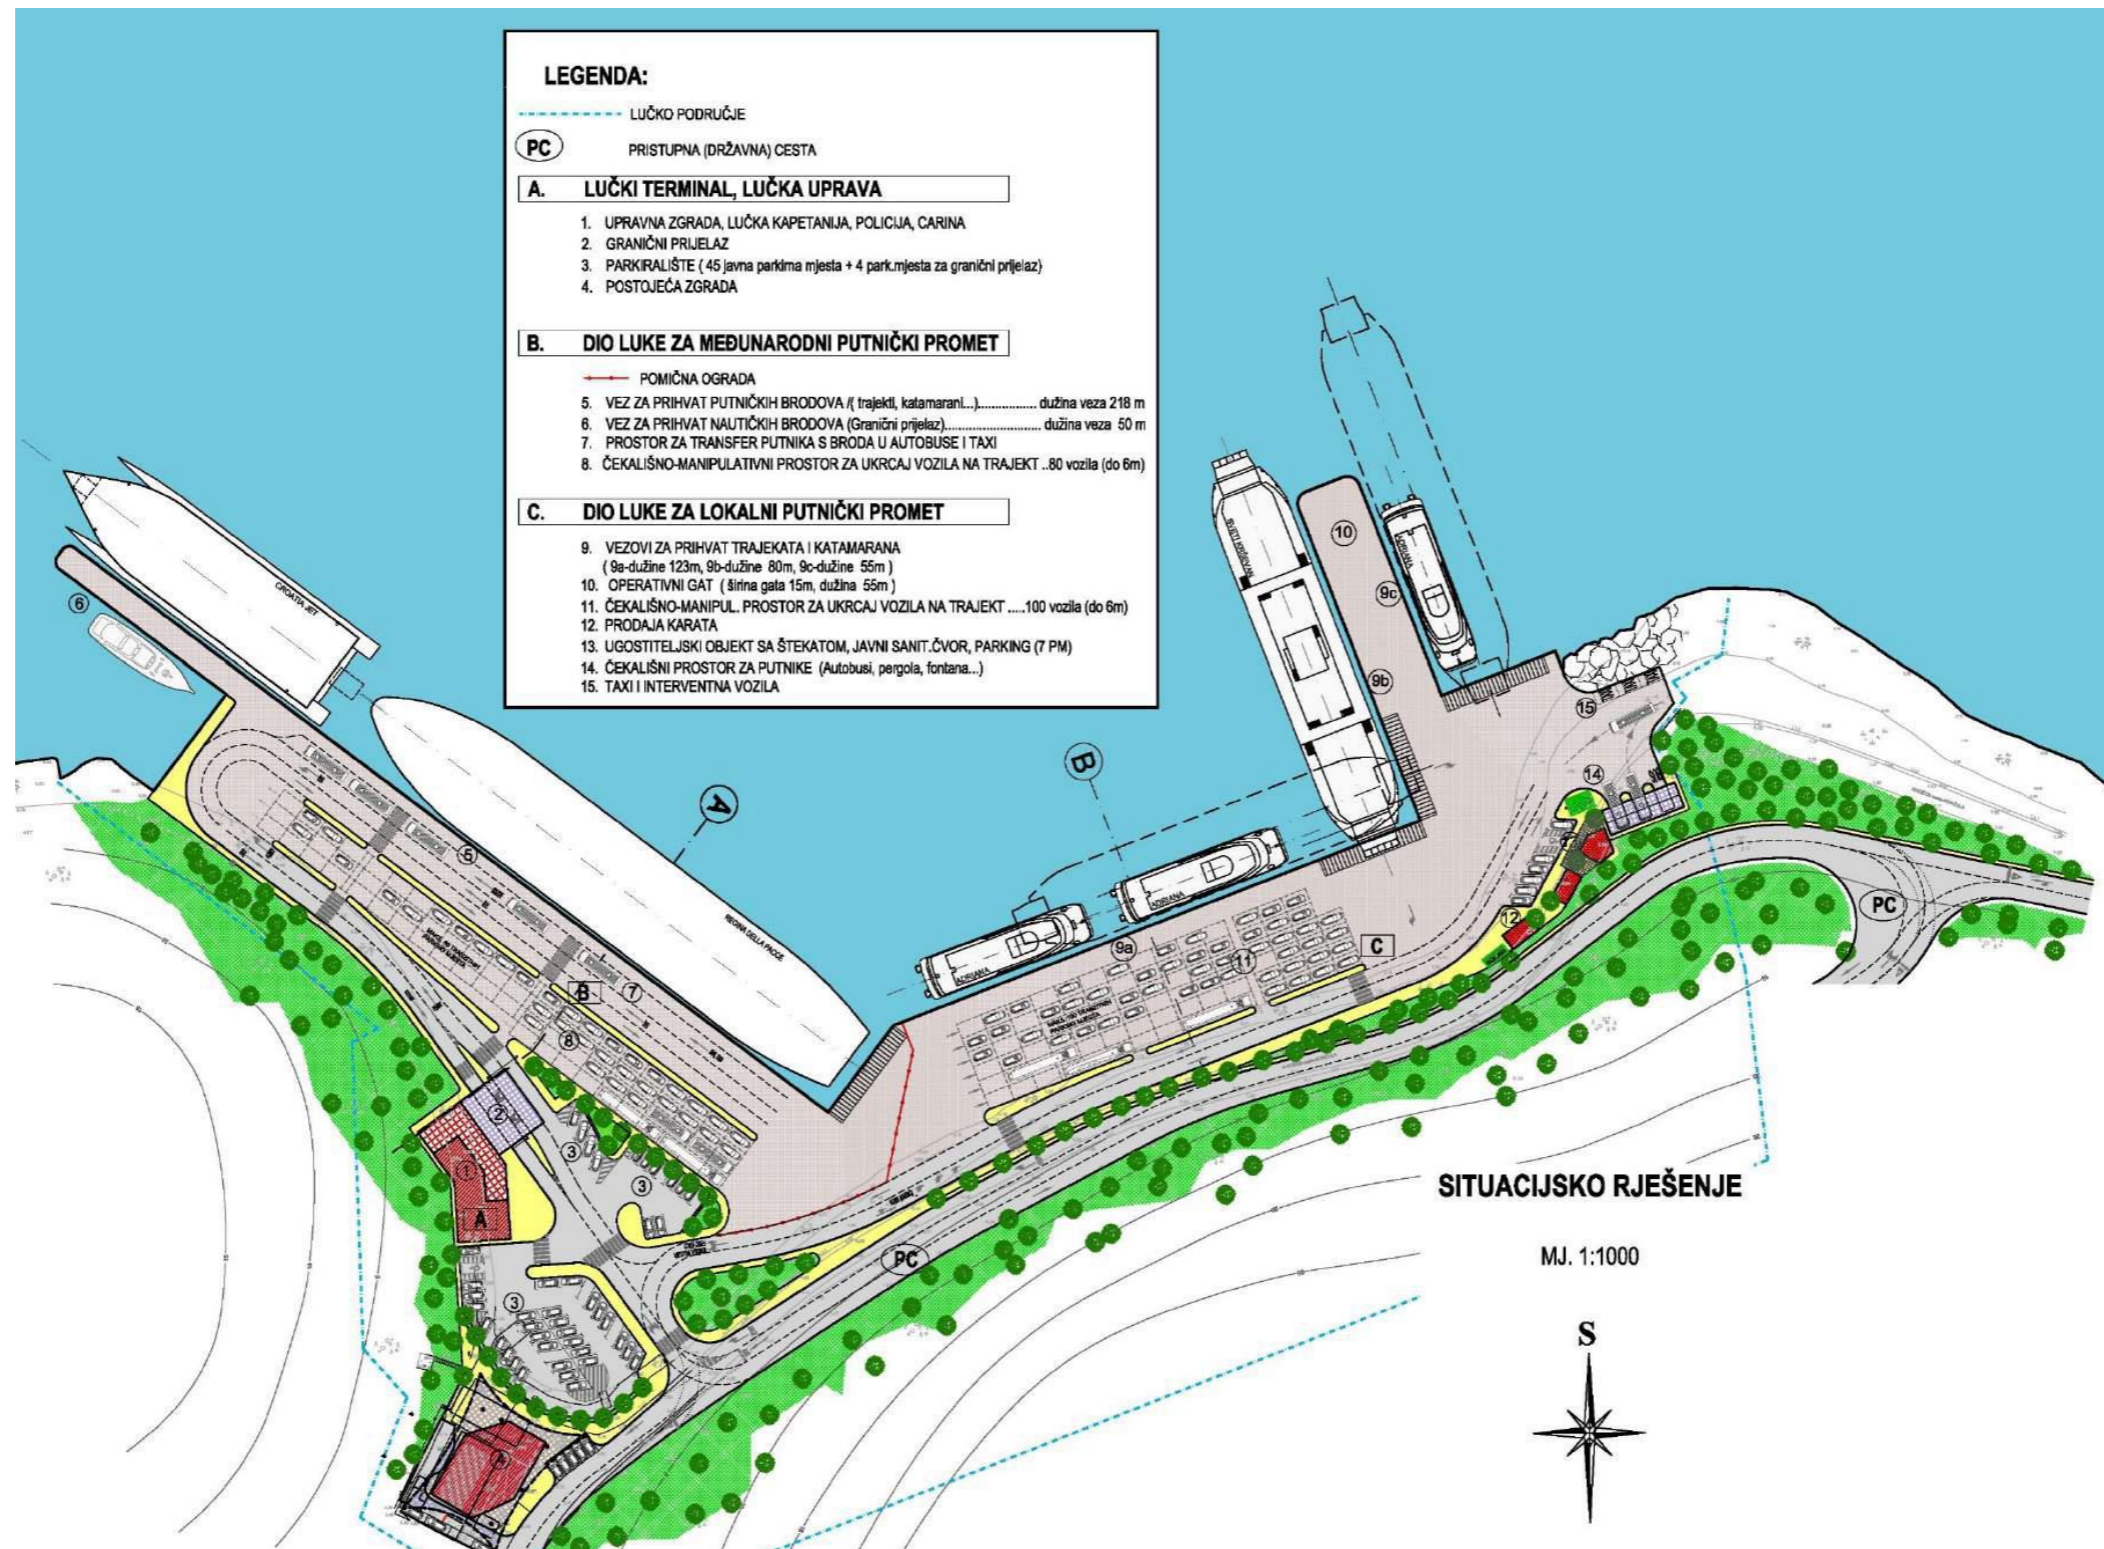 LEGENDA:
LUČKO PODRUČJE
PC PRISTUPNA (DRŽAVNA) CESTA
A. LUČKI TERMINAL, LUČKA UPRAVA
1. UPRAVNA ZGRADA, LUČKA KAPETANIJA, POLICIJA, CARINA
2. GRANIČNI PRIJELAZ
3. PARKIRALIŠTE ( 45 javna parkirna mjesta + 4 park.mjesta za granični prijelaz)
4. POSTOJEĆA ZGRADA
B. DIO LUKE ZA MEĐUNARODNI PUTNIČKI PROMET
POMIČNA OGRADA
5. VEZ ZA PRIHVAT PUTNIČKIH BRODOVA /( trajekti, katamarani...)................. dužina veza 218 m
6. VEZ ZA PRIHVAT NAUTIČKIH BRODOVA (Granični prijelaz)........................... dužina veza 50 m
7. PROSTOR ZA TRANSFER PUTNIKA S BRODA U AUTOBUSE I TAXI
8. ČEKALIŠNO-MANIPULATIVNI PROSTOR ZA UKRCAJ VOZILA NA TRAJEKT ..80 vozila (do 6m)
C. DIO LUKE ZA LOKALNI PUTNIČKI PROMET
9. VEZOVI ZA PRIHVAT TRAJEKATA I KATAMARANA
( 9a-dužine 123m, 9b-dužine 80m, 9c-dužine 55m )
10. OPERATIVNI GAT ( širina gata 15m, dužina 55m )
11. ČEKALIŠNO-MANIPUL. PROSTOR ZA UKRCAJ VOZILA NA TRAJEKT .....100 vozila (do 6m)
12. PRODAJA KARATA
13. UGOSTITELJSKI OBJEKT SA ŠTEKATOM, JAVNI SANIT.ČVOR, PARKING (7 PM)
14. ČEKALIŠNI PROSTOR ZA PUTNIKE (Autobusi, pergola, fontana...)
15. TAXI I INTERVENTNA VOZILA
SVETI KRŠEVAN
10
ADRIANA
9c
CROATIA JET
6
9b
15
B
A
14
5
REGINA DELLA PACE
ADRIANA
ADRIANA
9a
12
PC
C
11
B
7
8
2
3
1
3
A
PC
3
SITUACIJSKO RJEŠENJE
MJ. 1:1000
S